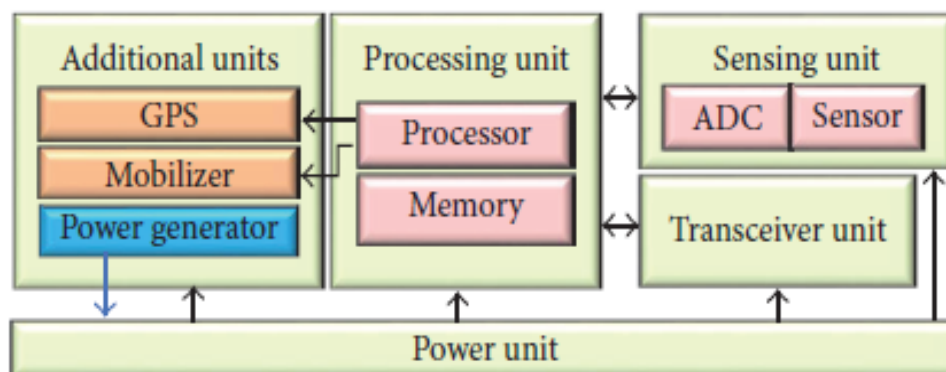 Additional units
GPS
Mobilizer
Power generator
Processing unit
Processor
Memory
Sensing unit
ADC
Sensor
Transceiver unit
Power unit